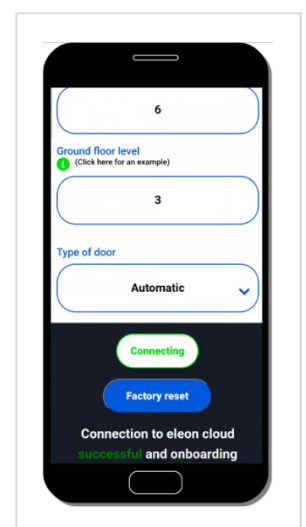 6
Ground floor level
i (Click here for an example)
3
Type of door
Automatic
Connecting
Factory reset
Connection to eleon cloud
successful and onboarding